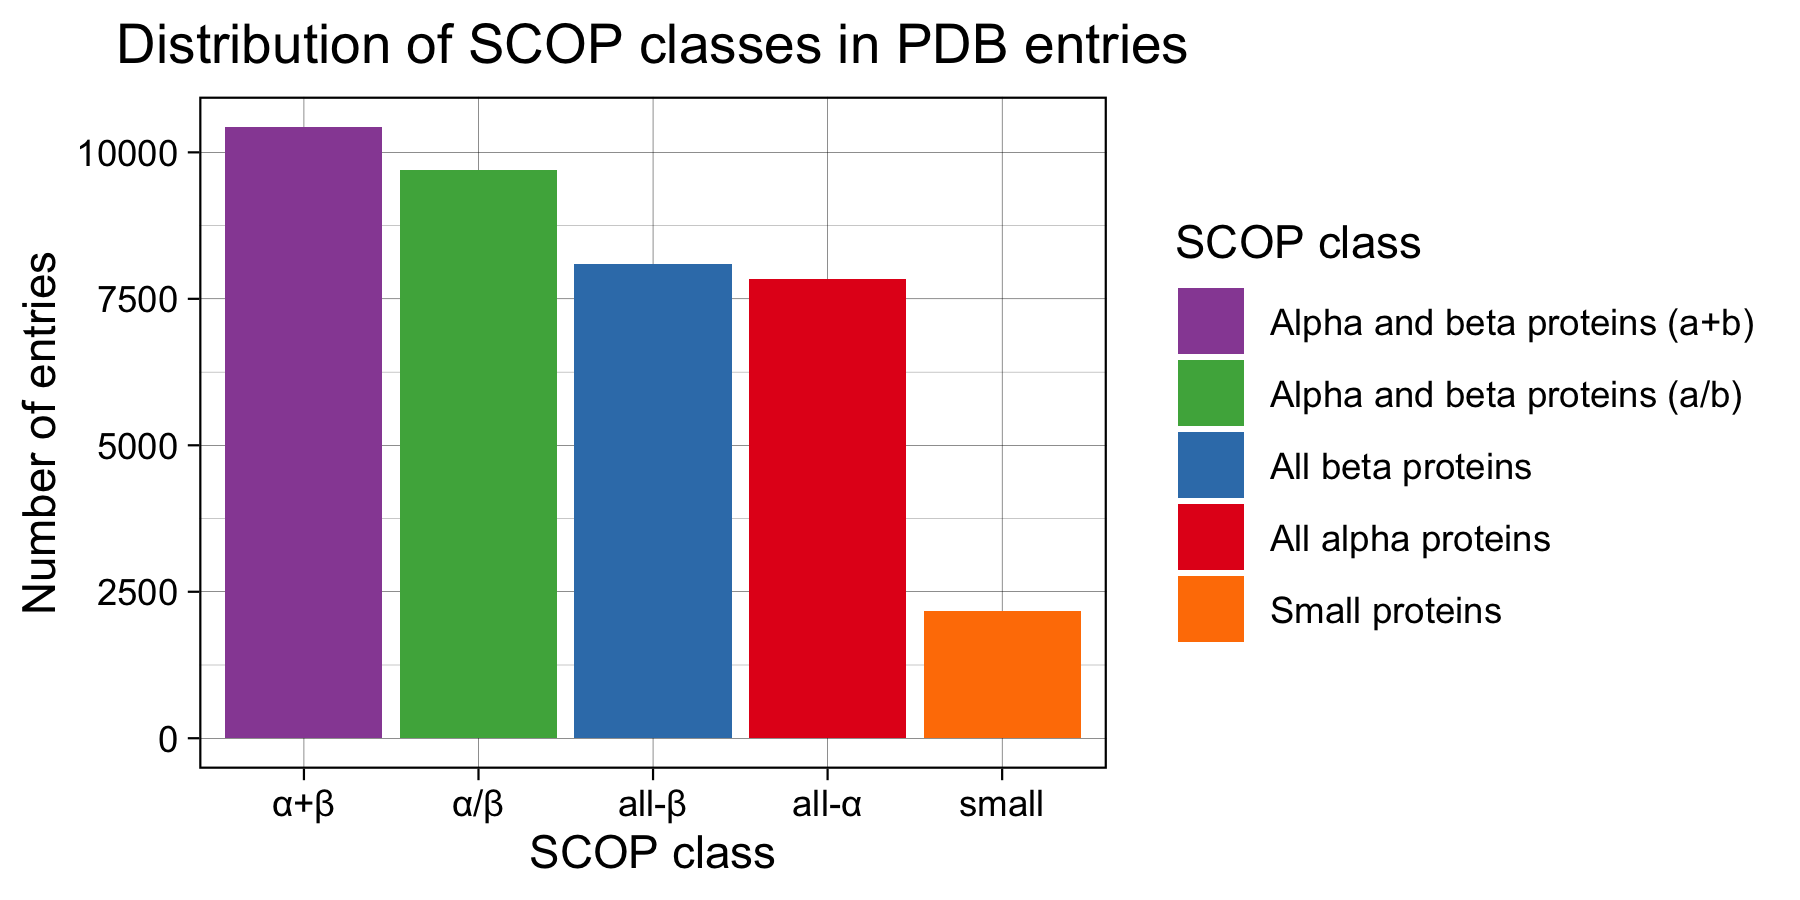 Distribution of SCOP classes in PDB entries
Number of entries
10000
7500
5000
2500
0
α+β α/β all-β all-α small
SCOP class
SCOP class
Alpha and beta proteins (a+b)
Alpha and beta proteins (a/b)
All beta proteins
All alpha proteins
Small proteins